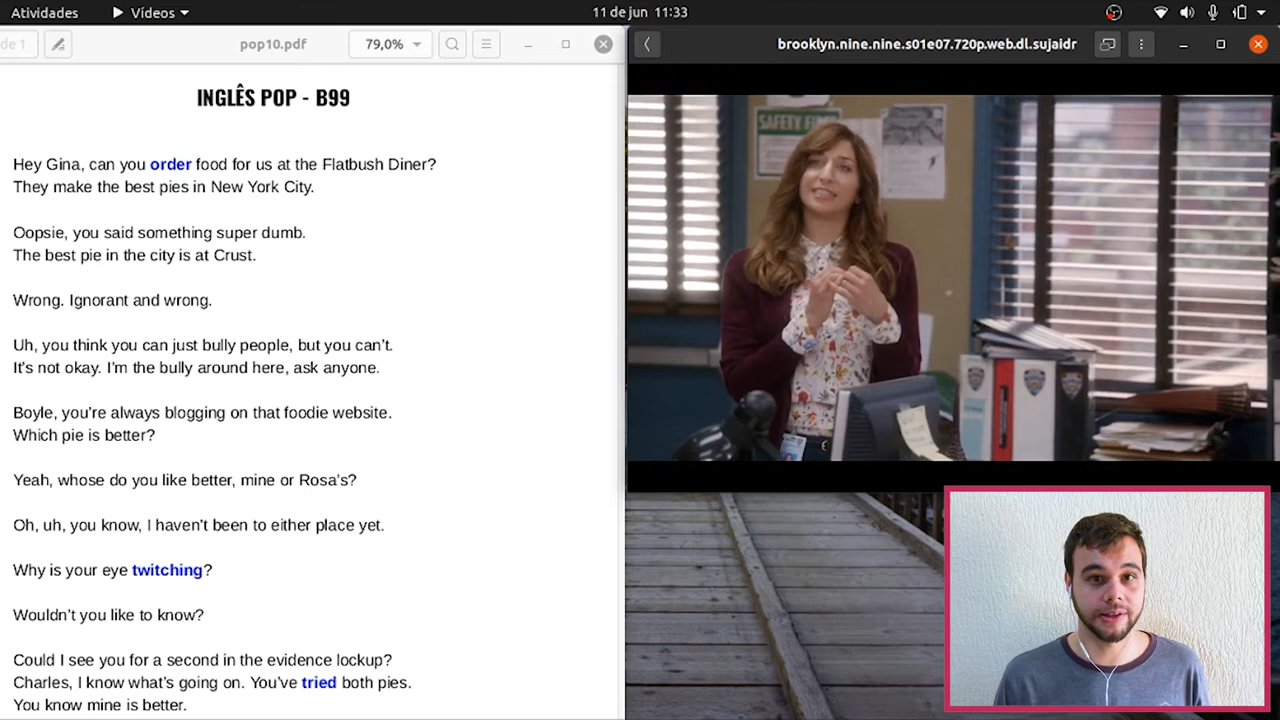 Atividades
Vídeos
11 de jun 11:33
de 1
pop10.pdf
79,0%
brooklyn.nine.nine.s01e07.720p.web.dl.sujaidr
INGLÊS POP - B99
Hey Gina, can you order food for us at the Flatbush Diner?
They make the best pies in New York City.
Oopsie, you said something super dumb.
The best pie in the city is at Crust.
Wrong. Ignorant and wrong.
Uh, you think you can just bully people, but you can’t.
It’s not okay. I’m the bully around here, ask anyone.
Boyle, you’re always blogging on that foodie website.
Which pie is better?
Yeah, whose do you like better, mine or Rosa’s?
Oh, uh, you know, I haven’t been to either place yet.
Why is your eye twitching?
Wouldn’t you like to know?
Could I see you for a second in the evidence lockup?
Charles, I know what’s going on. You’ve tried both pies.
You know mine is better.
SAFETY FIRST